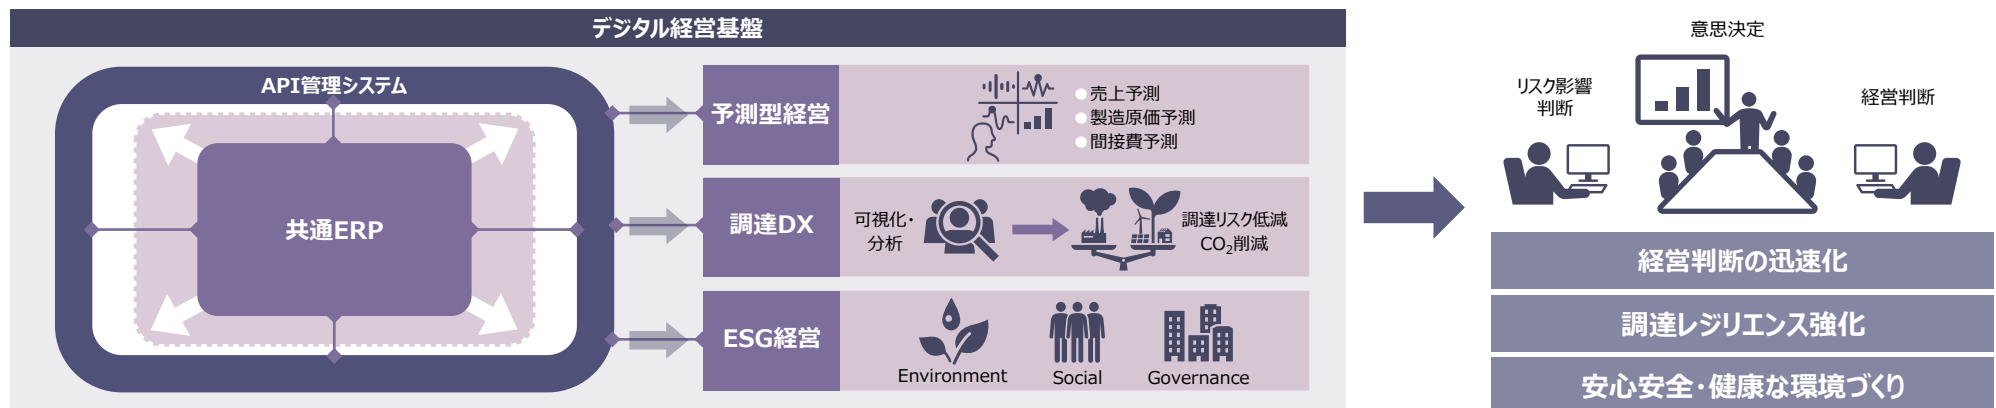 デジタル経営基盤
API管理システム
共通ERP
予測型経営
売上予測
製造原価予測
間接費予測
調達DX
可視化・
分析
調達リスク低減
CO₂削減
ESG経営
Environment
Social
Governance
意思決定
リスク影響
判断
経営判断
経営判断の迅速化
調達レジリエンス強化
安心安全・健康な環境づくり